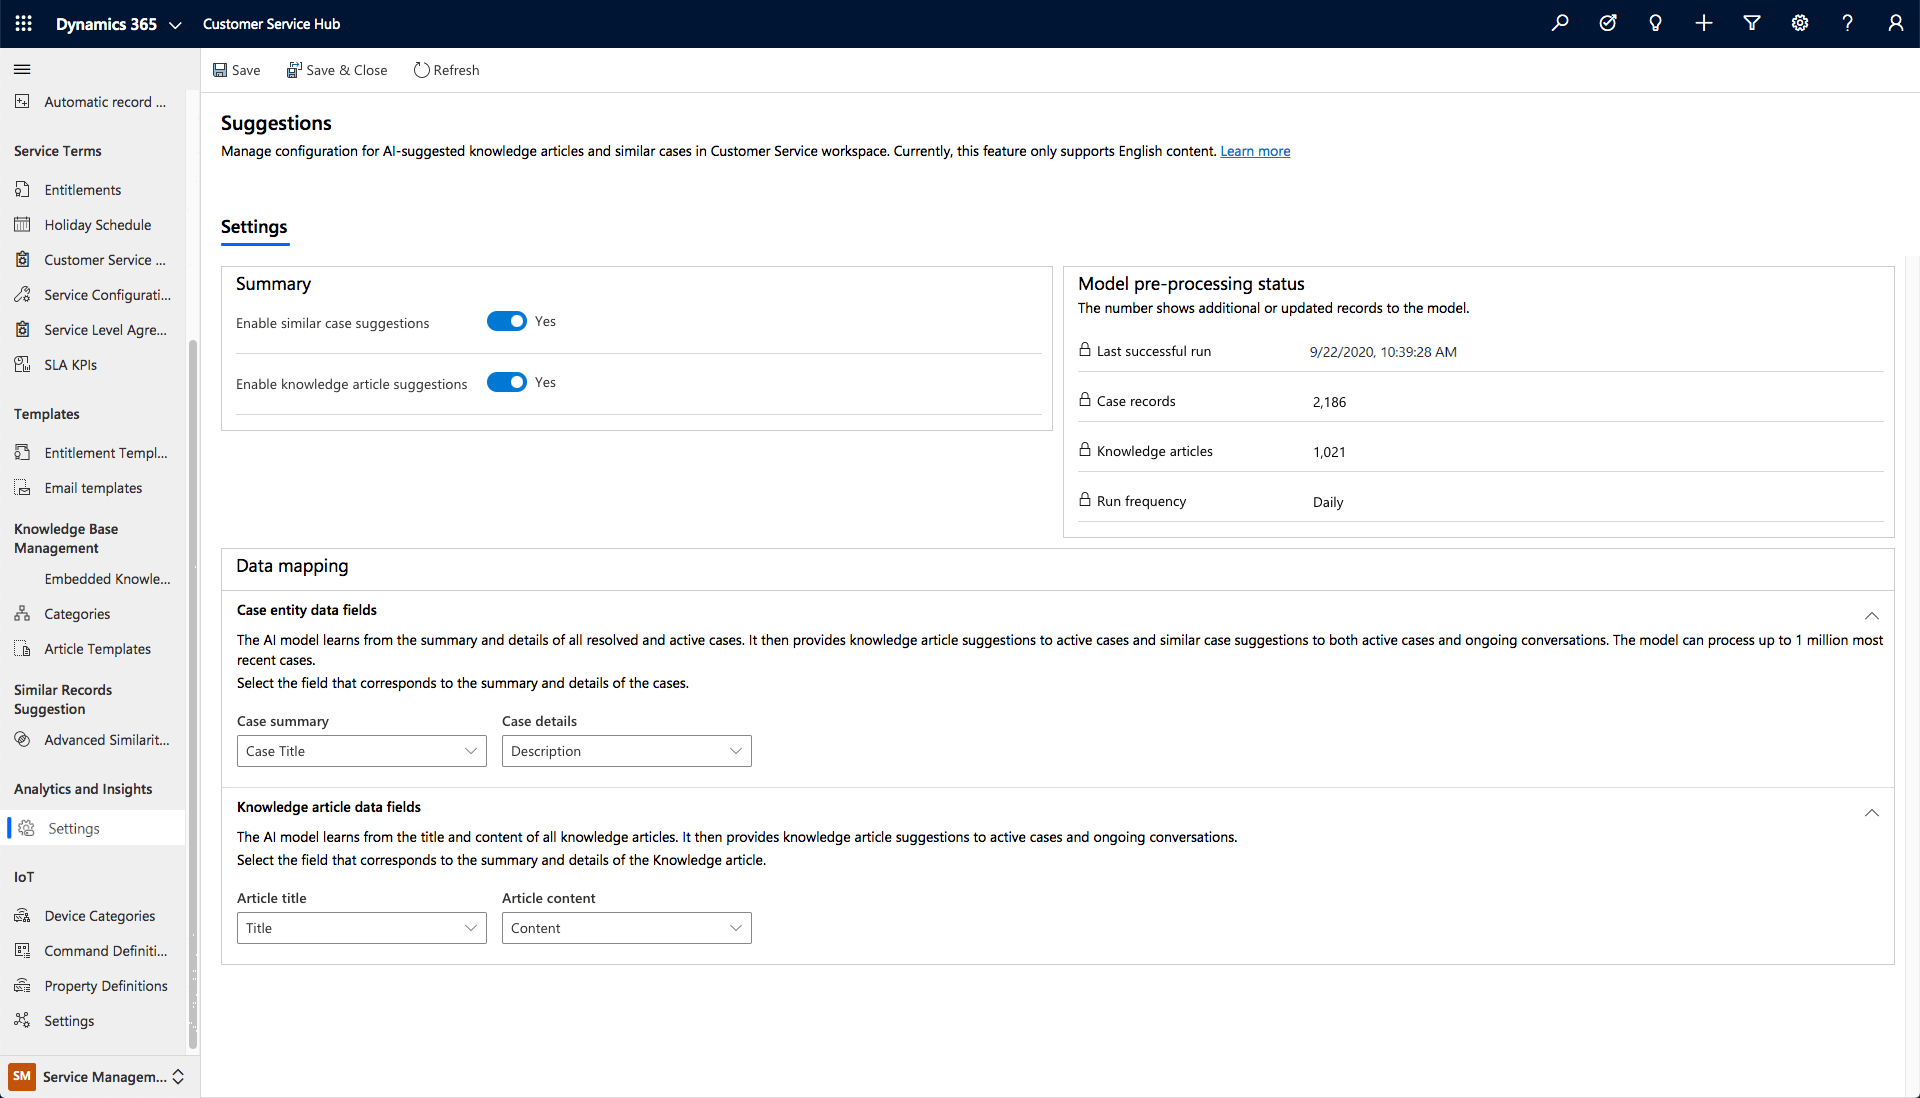 Dynamics 365
Customer Service Hub
Save
Save & Close
Refresh
Automatic record ...
Service Terms
Entitlements
Holiday Schedule
Customer Service ...
Service Configurati...
Service Level Agre...
SLA KPIs
Templates
Entitlement Templ...
Email templates
Knowledge Base
Management
Embedded Knowle...
Categories
Article Templates
Similar Records
Suggestion
Advanced Similarit...
Analytics and Insights
Settings
IoT
Device Categories
Command Definiti...
Property Definitions
Settings
SM Service Managem...
Suggestions
Manage configuration for AI-suggested knowledge articles and similar cases in Customer Service workspace. Currently, this feature only supports English content. Learn more
Settings
Summary
Enable similar case suggestions Yes
Enable knowledge article suggestions Yes
Model pre-processing status
The number shows additional or updated records to the model.
Last successful run 9/22/2020, 10:39:28 AM
Case records 2,186
Knowledge articles 1,021
Run frequency Daily
Data mapping
Case entity data fields
The AI model learns from the summary and details of all resolved and active cases. It then provides knowledge article suggestions to active cases and similar case suggestions to both active cases and ongoing conversations. The model can process up to 1 million most
recent cases.
Select the field that corresponds to the summary and details of the cases.
Case summary Case details
Case Title Description
Knowledge article data fields
The AI model learns from the title and content of all knowledge articles. It then provides knowledge article suggestions to active cases and ongoing conversations.
Select the field that corresponds to the summary and details of the Knowledge article.
Article title Article content
Title Content